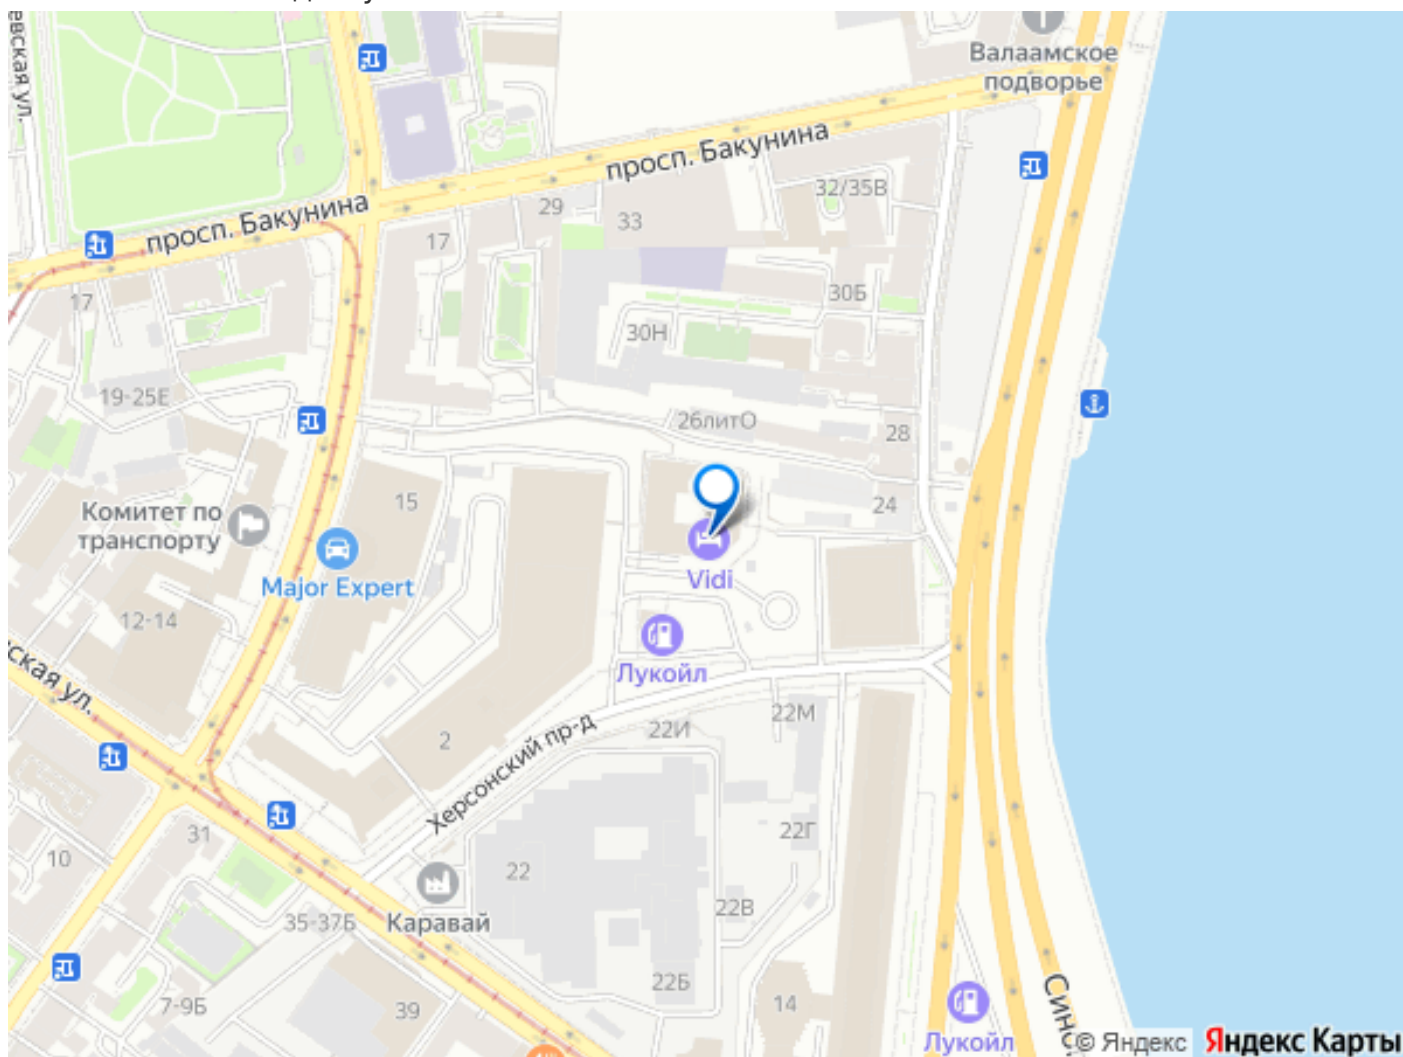 Валаамское
подворье
просп. Бакунина
32/35В
просп. Бакунина
29
33
17
17
30Б
30Н
19-25Е
26литО
28
24
15
Комитет по
транспорту
Major Expert
Vidi
12-14
Лукойл
ская ул.
22М
22И
2
Херсонский пр-д
22Г
31
10
22
22В
35-37Б
Каравай
22Б
7-9Б
39
14
Лукойл
Сино
© Яндекс
Яндекс Карты